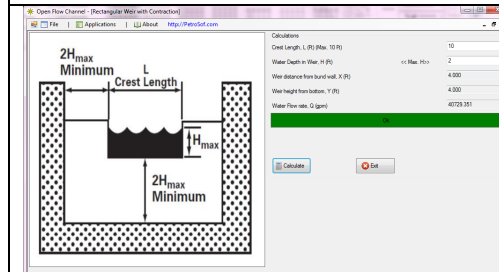 Open Flow Channel - [Rectangular Weir with Contraction]
File | Applications | About http://PetroSof.com
Calculations
Crest Length, L (ft) (Max. 10 ft) 10
Water Depth in Weir, H (ft) << Max. H>> 2
Weir distance from bund wall, X (ft) 4.000
Weir height from bottom, Y (ft) 4.000
Water Flow rate, Q (gpm) 40729.351
Ok
Calculate Exit
2Hmax
Minimum
L
Crest Length
Hmax
2Hmax
Minimum